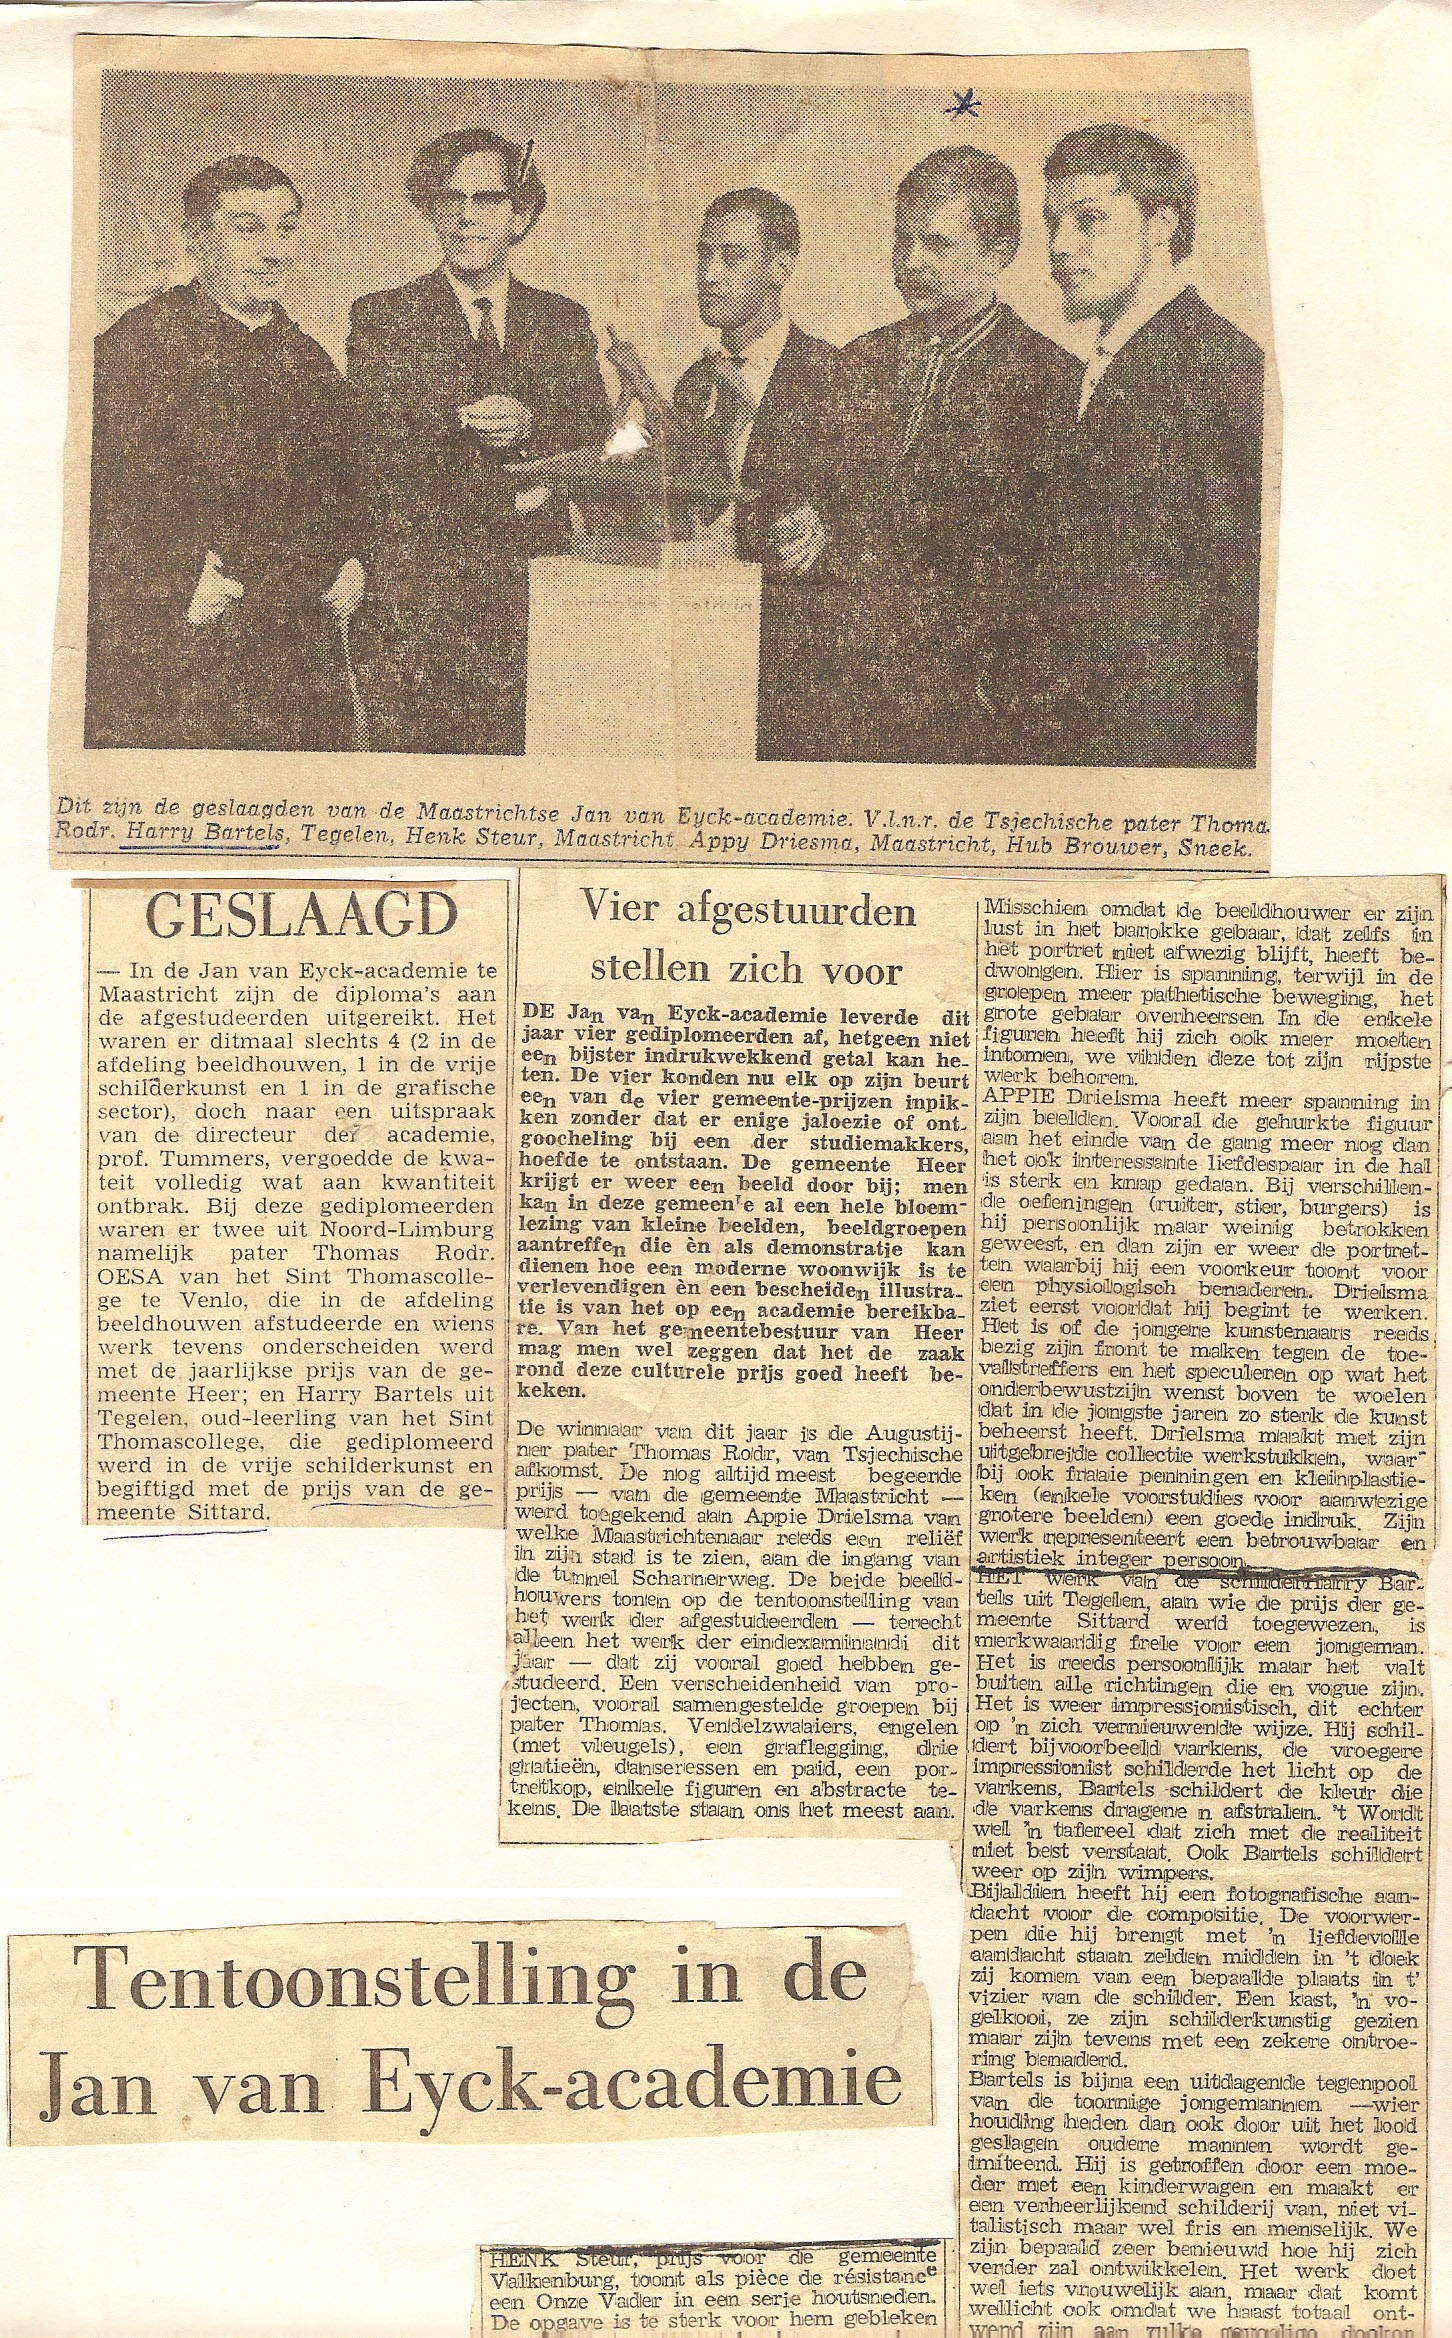 Dit zijn de geslaagden van de Maastrichtse Jan van Eyck-academie. V.l.n.r. de Tsjechische pater Thoma.
Rodr. Harry Bartels, Tegelen, Henk Steur, Maastricht Appy Driesma, Maastricht, Hub Brouwer, Sneek.
GESLAAGD
— In de Jan van Eyck-academie te
Maastricht zijn de diploma's aan
de afgestudeerden uitgereikt. Het
waren er ditmaal slechts 4 (2 in de
afdeling beeldhouwen, 1 in de vrije
schilderkunst en 1 in de grafische
sector), doch naar een uitspraak
van de directeur der academie,
prof. Tummers, vergoedde de kwa-
teit volledig wat aan kwantiteit
ontbrak. Bij deze gediplomeerden
waren er twee uit Noord-Limburg
namelijk pater Thomas Rodr.
OESA van het Sint Thomascolle-
ge te Venlo, die in de afdeling
beeldhouwen afstudeerde en wiens
werk tevens onderscheiden werd
met de jaarlijkse prijs van de ge-
meente Heer; en Harry Bartels uit
Tegelen, oud-leerling van het Sint
Thomascollege, die gediplomeerd
werd in de vrije schilderkunst en
begiftigd met de prijs van de ge-
meente Sittard.
Vier afgestuurden
stellen zich voor
DE Jan van Eyck-academie leverde dit
jaar vier gediplomeerden af, hetgeen niet
een bijster indrukwekkend getal kan he-
ten. De vier konden nu elk op zijn beurt
een van de vier gemeente-prijzen inpik-
ken zonder dat er enige jaloezie of ont-
goocheling bij een der studiemakkers,
hoefde te ontstaan. De gemeente Heer
krijgt er weer een beeld door bij; men
kan in deze gemeente al een hele bloem-
lezing van kleine beelden, beeldgroepen
aantreffen die èn als demonstratie kan
dienen hoe een moderne woonwijk is te
verlevendigen èn een bescheiden illustra-
tie is van het op een academie bereikba-
re. Van het gemeentebestuur van Heer
mag men wel zeggen dat het de zaak
rond deze culturele prijs goed heeft be-
keken.
De winnaar van dit jaar is de Augustij-
ner pater Thomas Rodr, van Tsjechische
afkomst. De nog altijd meest begeerde
prijs — van de gemeente Maastricht —
werd toegekend aan Appie Drielsma van
welke Maastrichtenaar reeds een reliëf
in zijn stad is te zien, aan de ingang van
de tunnel Scharnerweg. De beide beeld-
houwers tonen op de tentoonstelling van
het werk der afgestudeerden — terecht
alleen het werk der eindexaminandi dit
jaar — dat zij vooral goed hebben ge-
studeerd. Een verscheidenheid van pro-
jecten, vooral samengestelde groepen bij
pater Thomas. Vendelzwaaiers, engelen
(met vleugels), een graflegging, drie
gratieën, danseressen en paid, een por-
tretkop, enkele figuren en abstracte te-
kens. De laatste staan ons het meest aan.
Misschien omdat de beeldhouwer er zijn
lust in het barokke gebaar, dat zelfs in
het portret niet afwezig blijft, heeft be-
dwongen. Hier is spanning, terwijl in de
groepen meer pathetische beweging, het
grote gebaar overheersen. In de enkele
figuren heeft hij zich ook meer moeten
intomen, we vinden deze tot zijn rijpste
werk behoren.
APPIE Drielsma heeft meer spanning in
zijn beelden. Vooral de gehurkte figuur
aan het einde van de gang meer nog dan
het ook interessante liefdespaar in de hal
is sterk en knap gedaan. Bij verschillen-
de oefeningen (ruiter, stier, burgers) is
hij persoonlijk maar weinig betrokken
geweest, en dan zijn er weer de portret-
ten waarbij hij een voorkeur toont voor
een physiologisch benaderen. Drielsma
ziet eerst voordat hij begint te werken.
Het is of de jongere kunstenaars reeds
bezig zijn front te maken tegen de toe-
valstreffers en het speculeren op wat het
onderbewustzijn wenst boven te woelen
dat in de jongste jaren zo sterk de kunst
beheerst heeft. Drielsma maakt met zijn
uitgebreide collectie werkstukken, waar-
bij ook fraaie penningen en kleinplastie-
ken (enkele voorstudies voor aanwezige
grotere beelden) een goede indruk. Zijn
werk representeert een betrouwbaar en
artistiek integer persoon.
HET werk van de schilder Harry Bar-
tels uit Tegelen, aan wie de prijs der ge-
meente Sittard werd toegewezen, is
merkwaardig frele voor een jongeman.
Het is reeds persoonlijk maar het valt
buiten alle richtingen die en vogue zijn.
Het is weer impressionistisch, dit echter
op 'n zich vernieuwende wijze. Hij schil-
dert bijvoorbeeld varkens, de vroegere
impressionist schilderde het licht op de
varkens, Bartels schildert de kleur die
de varkens dragene n afstralen. 't Wordt
wel 'n tafereel dat zich met de realiteit
niet best verstaat. Ook Bartels schildert
weer op zijn wimpers.
Bijaldien heeft hij een fotografische aan-
dacht voor de compositie. De voorwer-
pen die hij brengt met 'n liefdevolle
aandacht staan zelden midden in 't doek
zij komen van een bepaalde plaats in t'
vizier van de schilder. Een kast, 'n vo-
gelkooi, ze zijn schilderkunstig gezien
maar zijn tevens met een zekere ontroe-
ring benaderd.
Bartels is bijna een uitdagende tegenpool
van de toornige jongemannen —wier
houding heden dan ook door uit het lood
geslagen oudere mannen wordt ge-
imiteerd. Hij is getroffen door een moe-
der met een kinderwagen en maakt er
een verheerlijkend schilderij van, niet vi-
talistisch maar wel fris en menselijk. We
zijn bepaald zeer benieuwd hoe hij zich
verder zal ontwikkelen. Het werk doet
wel iets vrouwelijk aan, maar dat komt
wellicht ook omdat we haast totaal ont-
wend zijn aan zulke gevoelige
Tentoonstelling in de
Jan van Eyck-academie
HENK Steur, prijs voor de gemeente
Valkenburg, toont als pièce de résistance
een Onze Vader in een serie houtsneden.
De opgave is te sterk voor hem gebleken